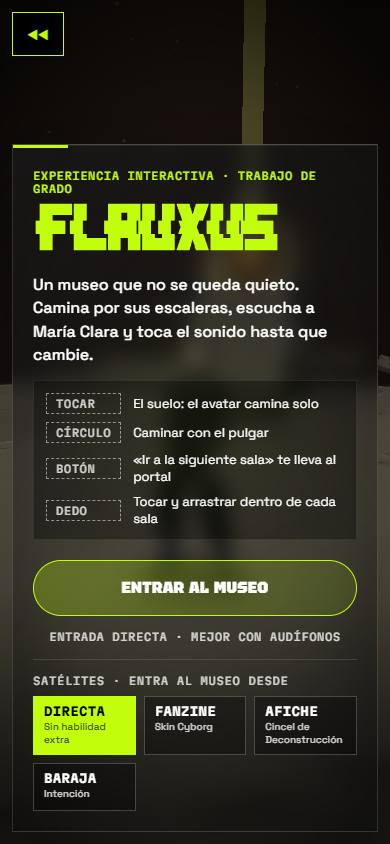 EXPERIENCIA INTERACTIVA · TRABAJO DE
GRADO
FLAUXUS
Un museo que no se queda quieto.
Camina por sus escaleras, escucha a
María Clara y toca el sonido hasta que
cambie.
TOCAR El suelo: el avatar camina solo
CÍRCULO Caminar con el pulgar
BOTÓN «Ir a la siguiente sala» te lleva al
portal
DEDO Tocar y arrastrar dentro de cada
sala
ENTRAR AL MUSEO
ENTRADA DIRECTA · MEJOR CON AUDÍFONOS
SATÉLITES · ENTRA AL MUSEO DESDE
DIRECTA
Sin habilidad
extra
FANZINE
Skin Cyborg
AFICHE
Cincel de
Deconstrucción
BARAJA
Intención